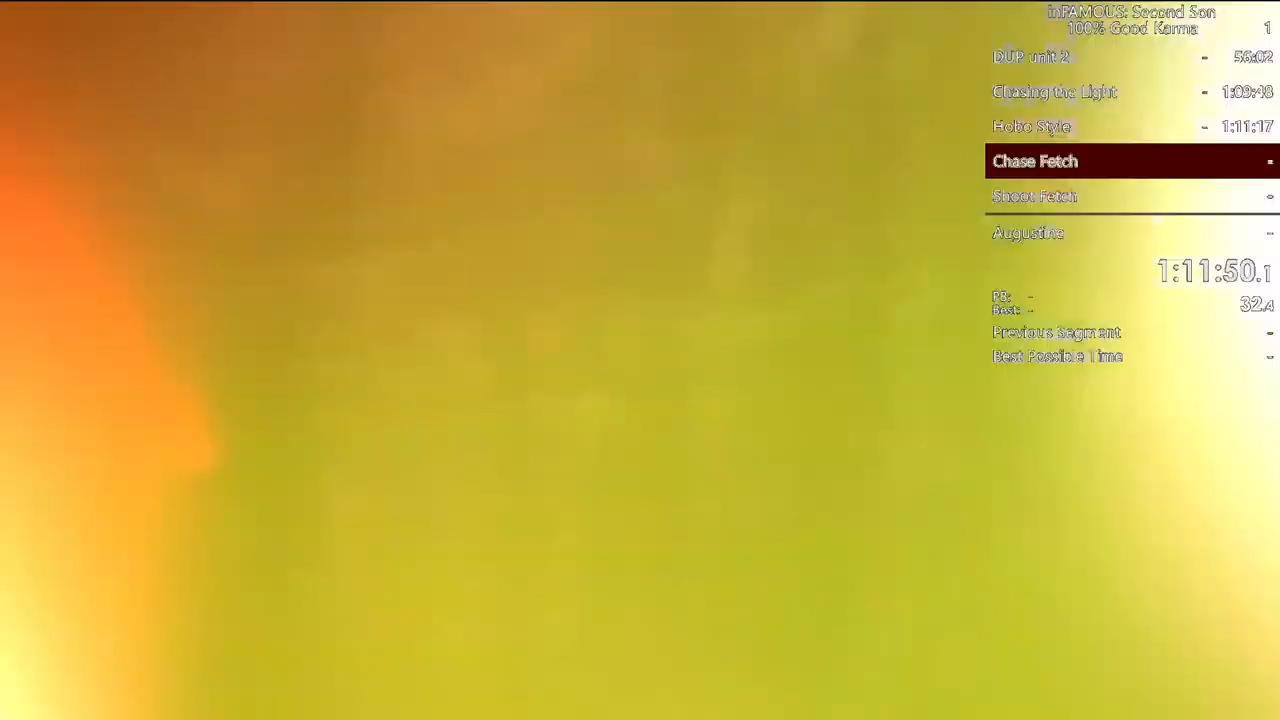 inFAMOUS: Second Son
100% Good Karma 1
DUP unit 2 - 56:02
Chasing the Light - 1:09:43
Hobo Style - 1:11:17
Chase Fetch -
Shoot Fetch -
Augustine -
1:11:50.1
PB: - 32.4
Best: -
Previous Segment -
Best Possible Time -